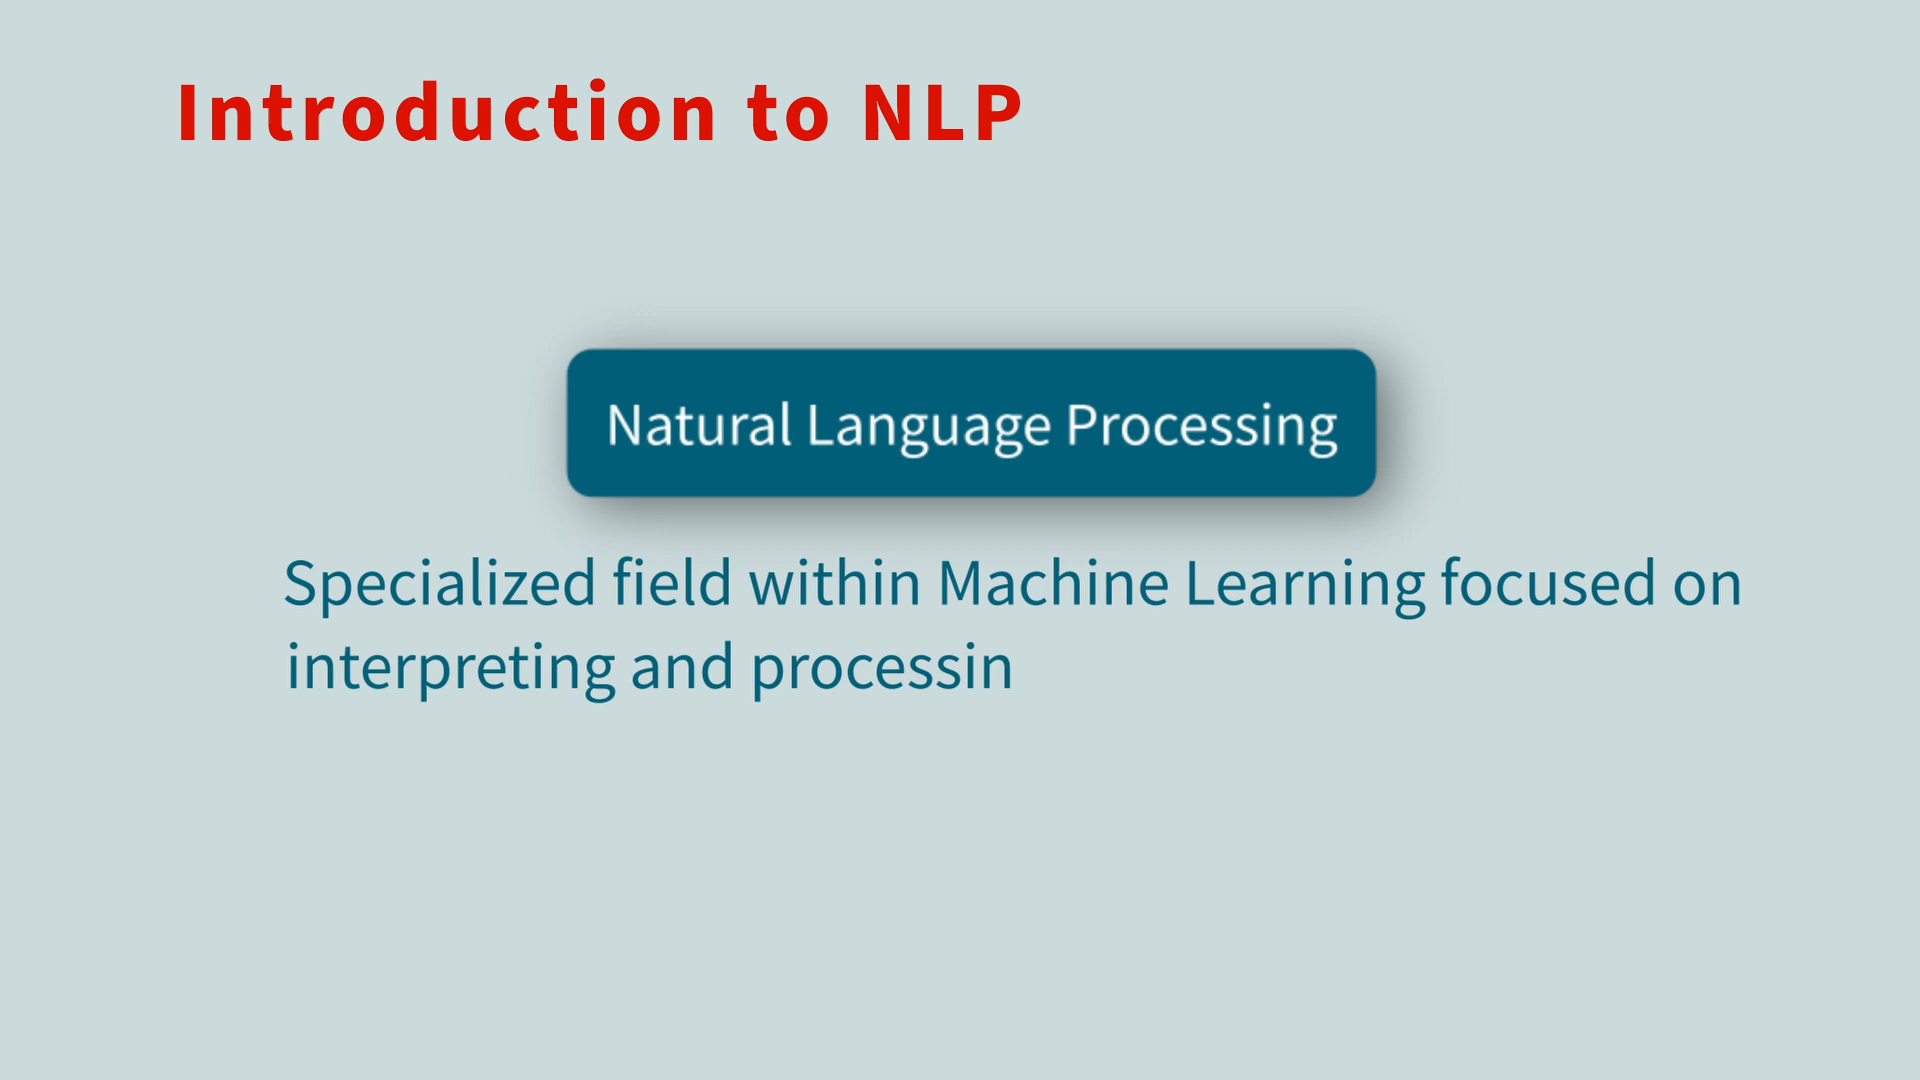 Introduction to NLP
Natural Language Processing
Specialized field within Machine Learning focused on
interpreting and processin